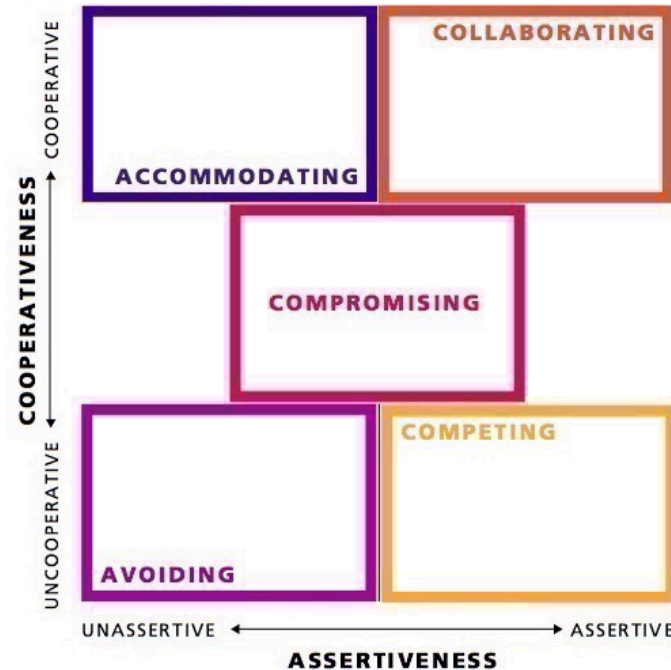 COLLABORATING
COOPERATIVE
ACCOMMODATING
COOPERATIVENESS
COMPROMISING
COMPETING
UNCOOPERATIVE
AVOIDING
UNASSERTIVE
ASSERTIVE
ASSERTIVENESS